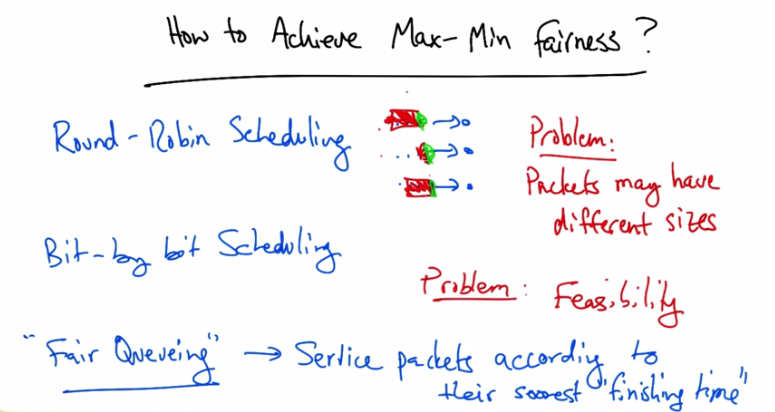 How to Achieve Max-Min Fairness?
Round-Robin Scheduling
Problem:
Packets may have
different sizes
Bit-by bit Scheduling
Problem: Feasibility
"Fair Queueing" → Service packets according to
their soonest "finishing time"